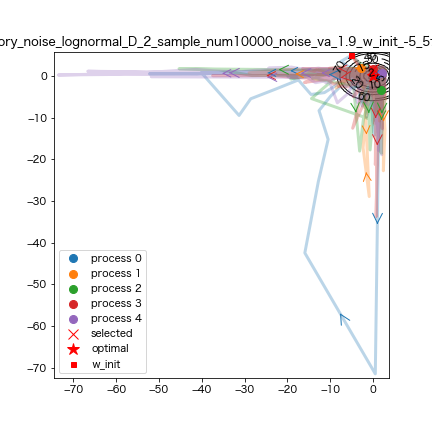 ory_noise_lognormal_D_2_sample_num10000_noise_va_1.9_w_init_-5_5
0
−10
−20
−30
−40
−50
−60
−70
−70 −60 −50 −40 −30 −20 −10 0
process 0
process 1
process 2
process 3
process 4
selected
optimal
w_init